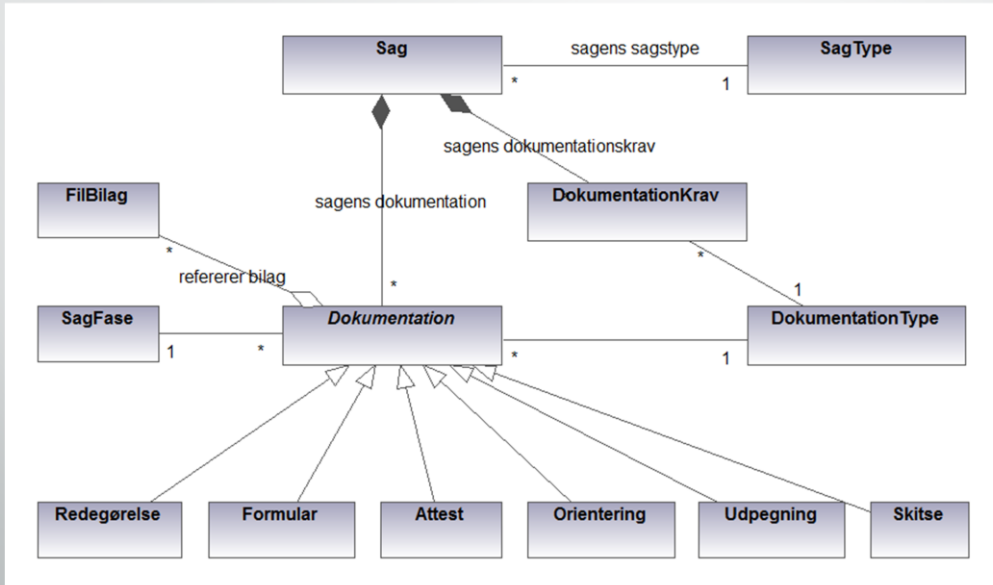 Sag
sagens sagstype
SagType
*
1
sagens dokumentationskrav
FilBilag
sagens dokumentation
DokumentationKrav
*
*
refererer bilag
*
1
SagFase
Dokumentation
DokumentationType
1
*
*
1
Redegørelse
Formular
Attest
Orientering
Udpegning
Skitse